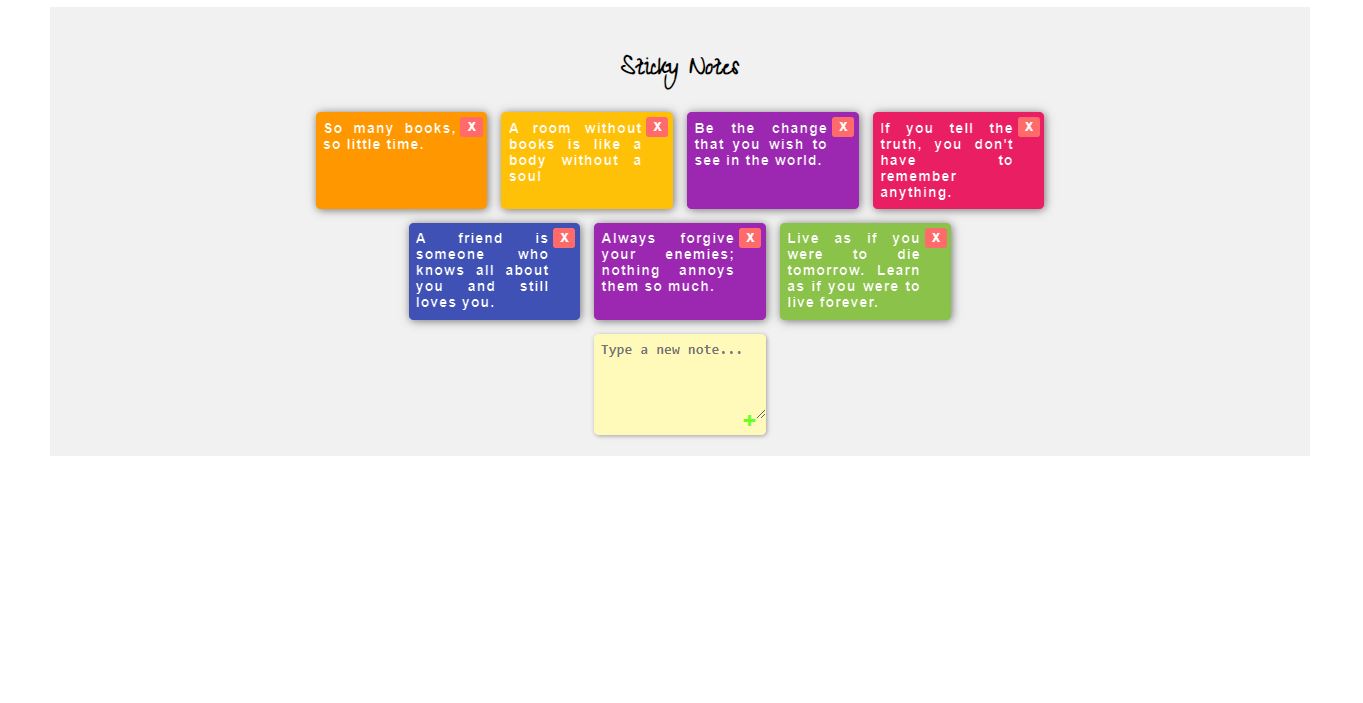 Sticky Notes
So many books,
so little time.
X
A room without
books is like a
body without a
soul
X
Be the change
that you wish to
see in the world.
X
If you tell the
truth, you don't
have to
remember
anything.
X
A friend is
someone who
knows all about
you and still
loves you.
X
Always forgive
your enemies;
nothing annoys
them so much.
X
Live as if you
were to die
tomorrow. Learn
as if you were to
live forever.
X
Type a new note...
+